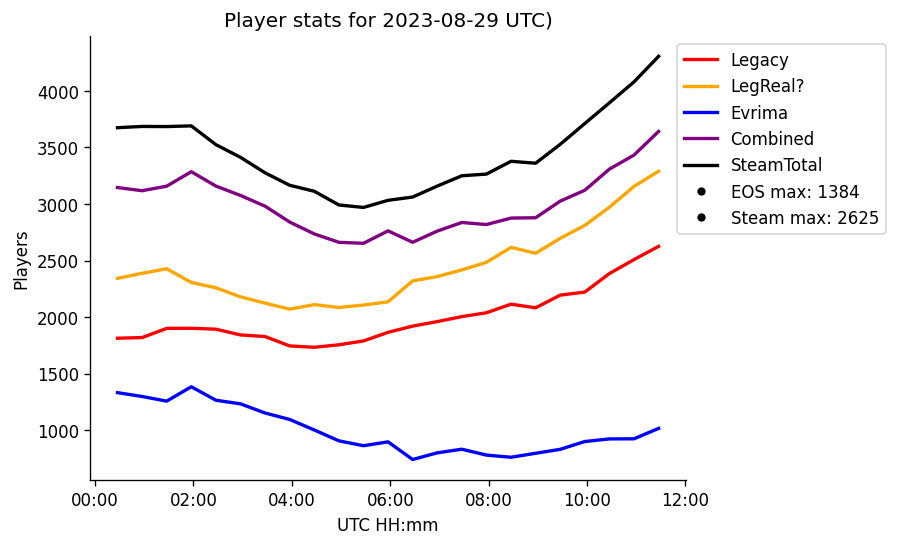 Player stats for 2023-08-29 UTC)
Legacy
LegReal?
Evrima
Combined
SteamTotal
EOS max: 1384
Steam max: 2625
Players
4000
3500
3000
2500
2000
1500
1000
00:00 02:00 04:00 06:00 08:00 10:00 12:00
UTC HH:mm